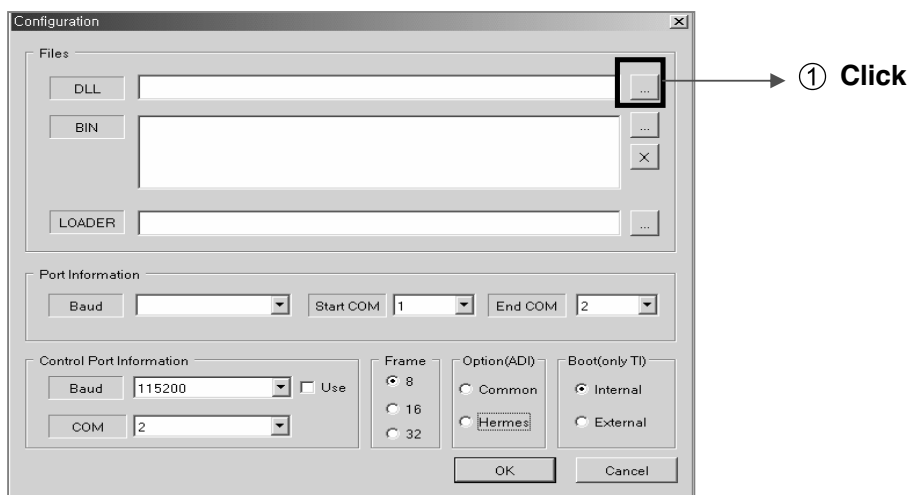 Configuration
Files
DLL
...
① Click
BIN
...
×
LOADER
...
Port Information
Baud
Start COM 1
End COM 2
Control Port Information
Baud 115200 Use
COM 2
Frame
8
16
32
Option(ADI)
Common
Hermes
Boot(only TI)
Internal
External
OK
Cancel